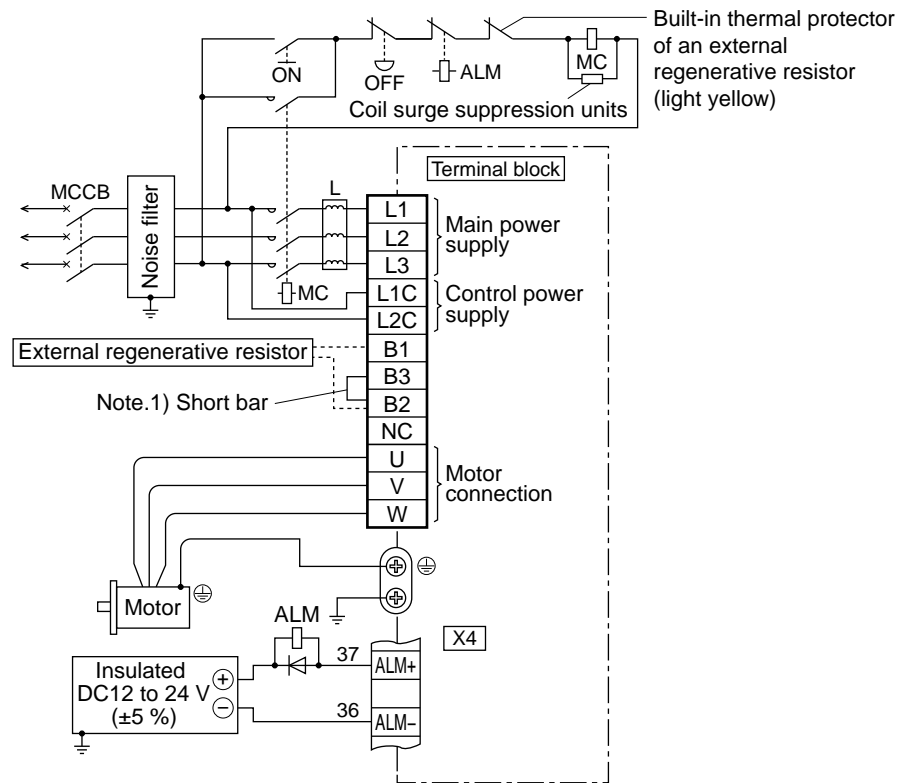 Built-in thermal protector
of an external
regenerative resistor
(light yellow)
ON
OFF
ALM
MC
Coil surge suppression units
Terminal block
MCCB
Noise filter
L
L1
L2
L3
Main power
supply
MC
L1C
L2C
Control power
supply
External regenerative resistor
B1
B3
Note.1) Short bar
B2
NC
U
V
W
Motor
connection
Motor
ALM
X4
Insulated
DC12 to 24 V
(±5 %)
+
−
37
ALM+
36
ALM−